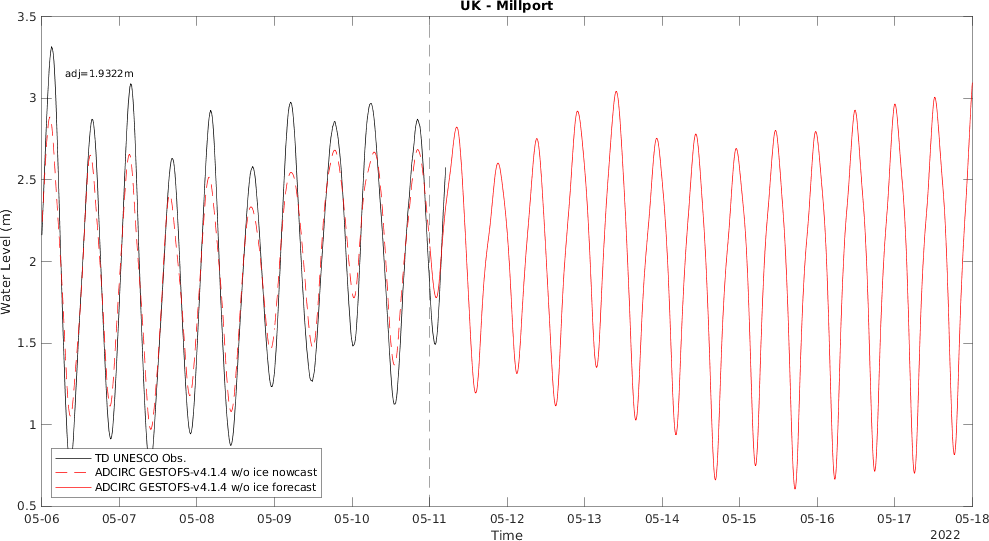 UK - Millport
3.5
3
2.5
2
1.5
1
0.5
Water Level (m)
adj=1.9322m
TD UNESCO Obs.
ADCIRC GESTOFS-v4.1.4 w/o ice nowcast
ADCIRC GESTOFS-v4.1.4 w/o ice forecast
05-06 05-07 05-08 05-09 05-10 05-11 05-12 05-13 05-14 05-15 05-16 05-17 05-18
Time
2022